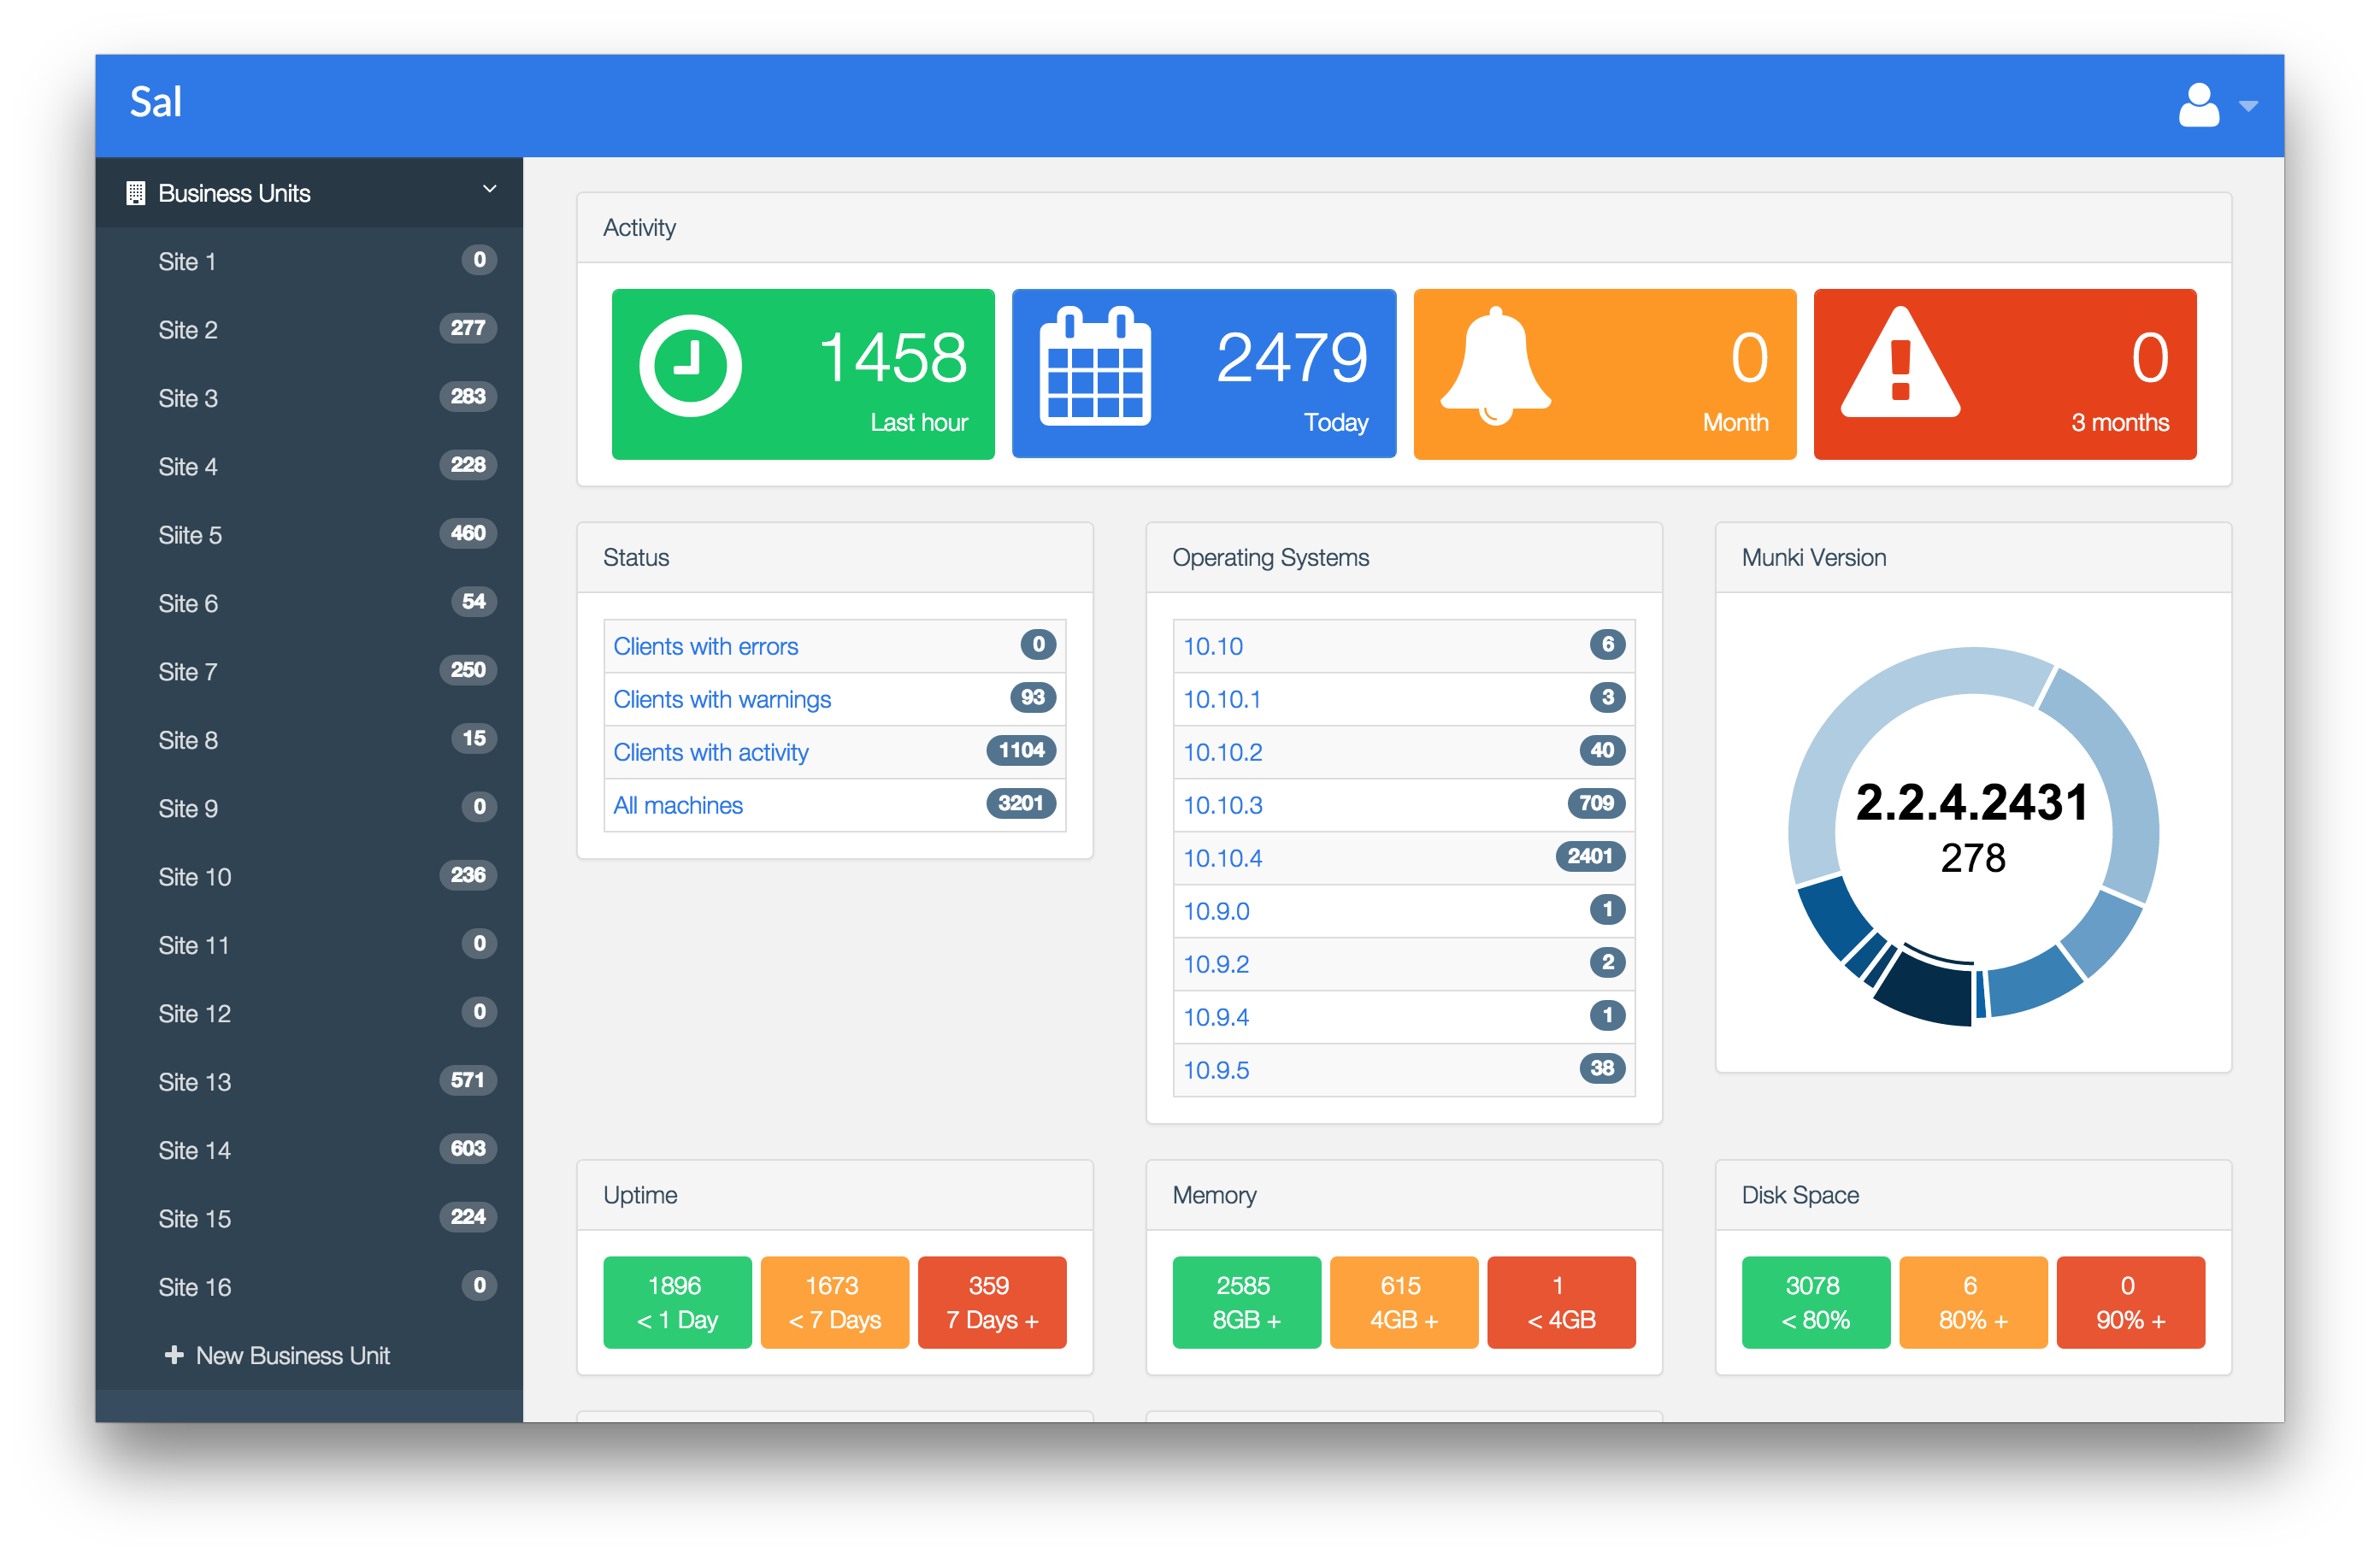 Sal
Business Units
Site 1 0
Site 2 277
Site 3 283
Site 4 228
Siite 5 460
Site 6 54
Site 7 250
Site 8 15
Site 9 0
Site 10 236
Site 11 0
Site 12 0
Site 13 571
Site 14 603
Site 15 224
Site 16 0
New Business Unit
Activity
1458
Last hour
2479
Today
0
Month
0
3 months
Status
Clients with errors 0
Clients with warnings 93
Clients with activity 1104
All machines 3201
Operating Systems
10.10 6
10.10.1 3
10.10.2 40
10.10.3 709
10.10.4 2401
10.9.0 1
10.9.2 2
10.9.4 1
10.9.5 38
Munki Version
2.2.4.2431
278
Uptime
1896
< 1 Day
1673
< 7 Days
359
7 Days +
Memory
2585
8GB +
615
4GB +
1
< 4GB
Disk Space
3078
< 80%
6
80% +
0
90% +